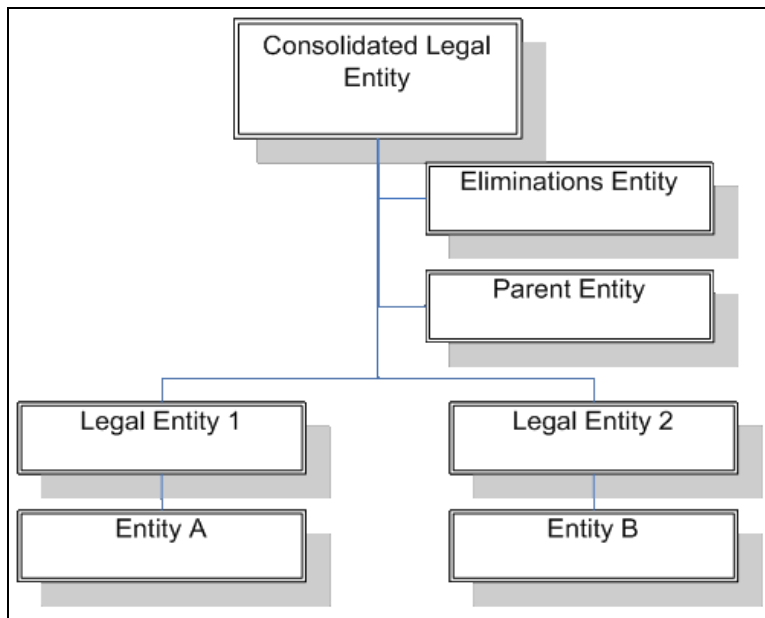 Consolidated Legal
Entity
Eliminations Entity
Parent Entity
Legal Entity 1
Legal Entity 2
Entity A
Entity B